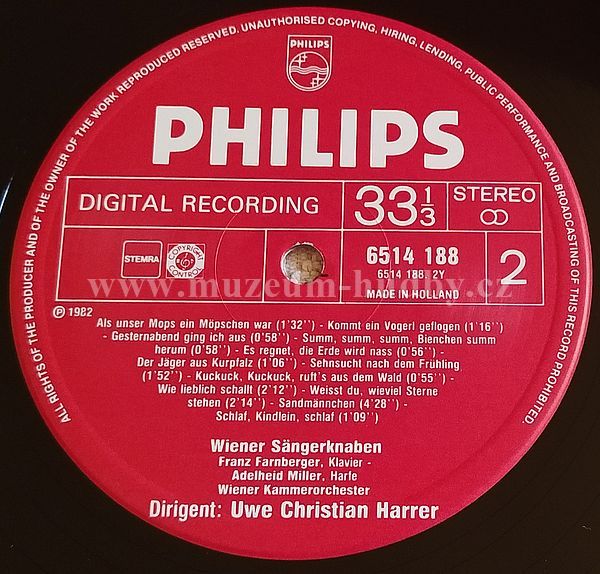 ALL RIGHTS OF THE PRODUCER AND OF THE OWNER OF THE WORK REPRODUCED RESERVED. UNAUTHORISED COPYING, HIRING, LENDING, PUBLIC PERFORMANCE AND BROADCASTING OF THIS RECORD PROHIBITED
PHILIPS
PHILIPS
DIGITAL RECORDING
33 1/3
STEREO
STEMRA
COPYRIGHT CONTROL
6514 188
6514 188.2Y
MADE IN HOLLAND
2
www.muzeum-hudby.cz
℗ 1982
Als unser Mops ein Möpschen war (1'32'') - Kommt ein Vogerl geflogen (1'16'')
- Gesternabend ging ich aus (0'58'') - Summ, summ, summ, Bienchen summ
herum (0'58'') - Es regnet, die Erde wird nass (0'56'') -
Der Jäger aus Kurpfalz (1'06'') - Sehnsucht nach dem Frühling
(1'52'') - Kuckuck, Kuckuck, ruft's aus dem Wald (0'55'') -
Wie lieblich schallt (2'12'') - Weisst du, wieviel Sterne
stehen (2'14'') - Sandmännchen (4'28'') -
Schlaf, Kindlein, schlaf (1'09'')
Wiener Sängerknaben
Franz Farnberger, Klavier -
Adelheid Miller, Harfe
Wiener Kammerorchester
Dirigent: Uwe Christian Harrer